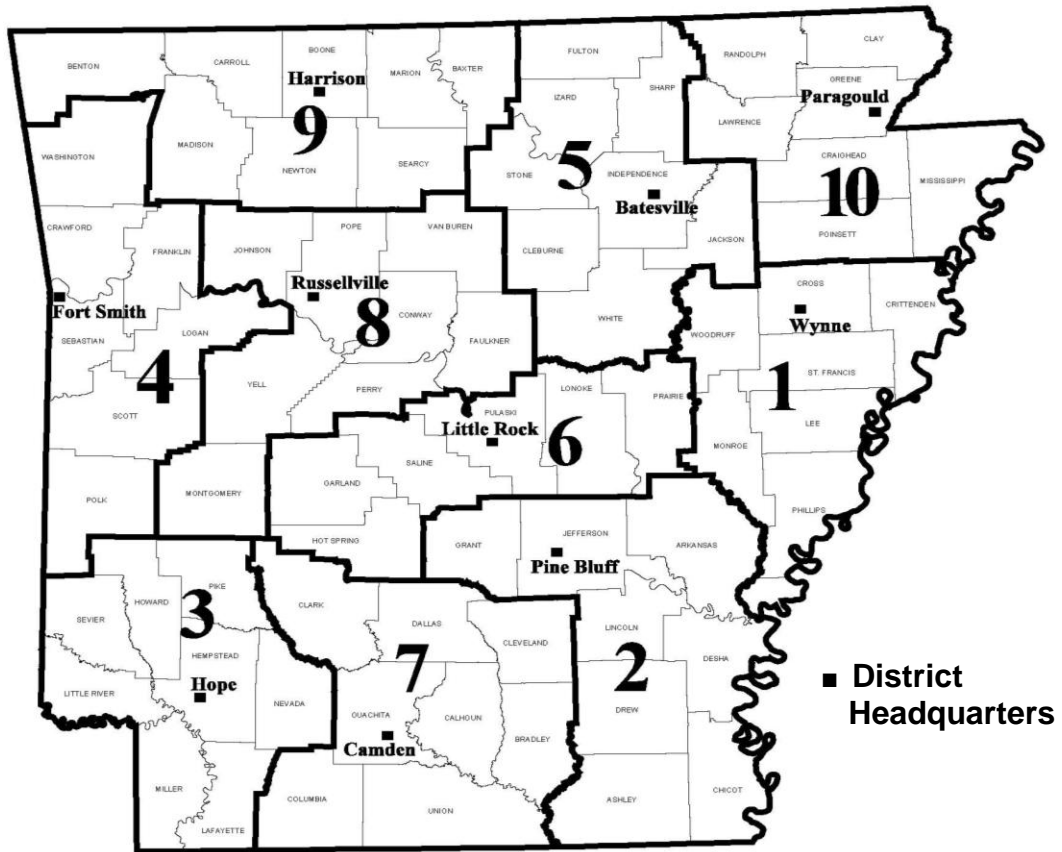 BENTON
CARROLL
BOONE
MARION
BAXTER
FULTON
RANDOLPH
CLAY
Harrison
IZARD
SHARP
GREENE
Paragould
9
LAWRENCE
WASHINGTON
MADISON
NEWTON
SEARCY
STONE
5
INDEPENDENCE
Batesville
CRAIGHEAD
10
MISSISSIPPI
CRAWFORD
FRANKLIN
JOHNSON
POPE
VAN BUREN
CLEBURNE
JACKSON
POINSETT
Fort Smith
Russellville
8
CONWAY
FAULKNER
WHITE
WOODRUFF
CROSS
Wynne
CRITTENDEN
SEBASTIAN
LOGAN
4
YELL
PERRY
ST. FRANCIS
1
SCOTT
PULASKI
Little Rock
LONOKE
6
PRAIRIE
LEE
MONROE
POLK
MONTGOMERY
GARLAND
SALINE
PHILLIPS
HOT SPRING
GRANT
JEFFERSON
Pine Bluff
ARKANSAS
SEVIER
HOWARD
PIKE
3
CLARK
DALLAS
CLEVELAND
LINCOLN
2
DESHA
HEMPSTEAD
Hope
LITTLE RIVER
NEVADA
7
OUACHITA
Camden
CALHOUN
BRADLEY
DREW
MILLER
LAFAYETTE
COLUMBIA
UNION
ASHLEY
CHICOT
District
Headquarters